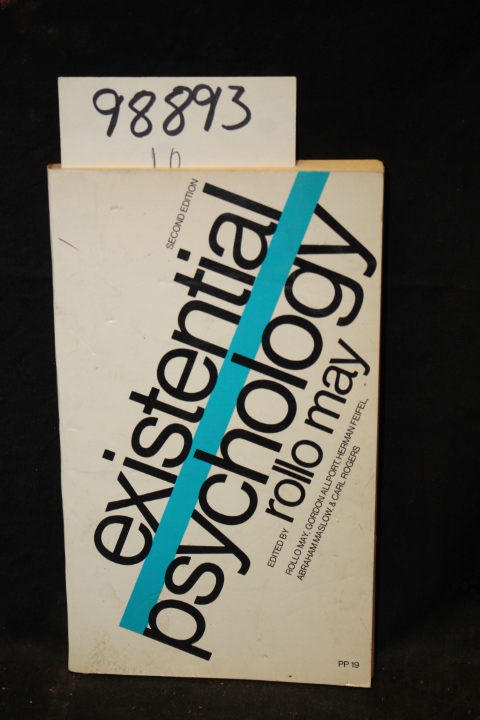 98893
SECOND EDITION
existential
psychology
EDITED BY rollo may
ROLLO MAY, GORDON ALLPORT, HERMAN FEIFEL,
ABRAHAM MASLOW, & CARL ROGERS
PP 19